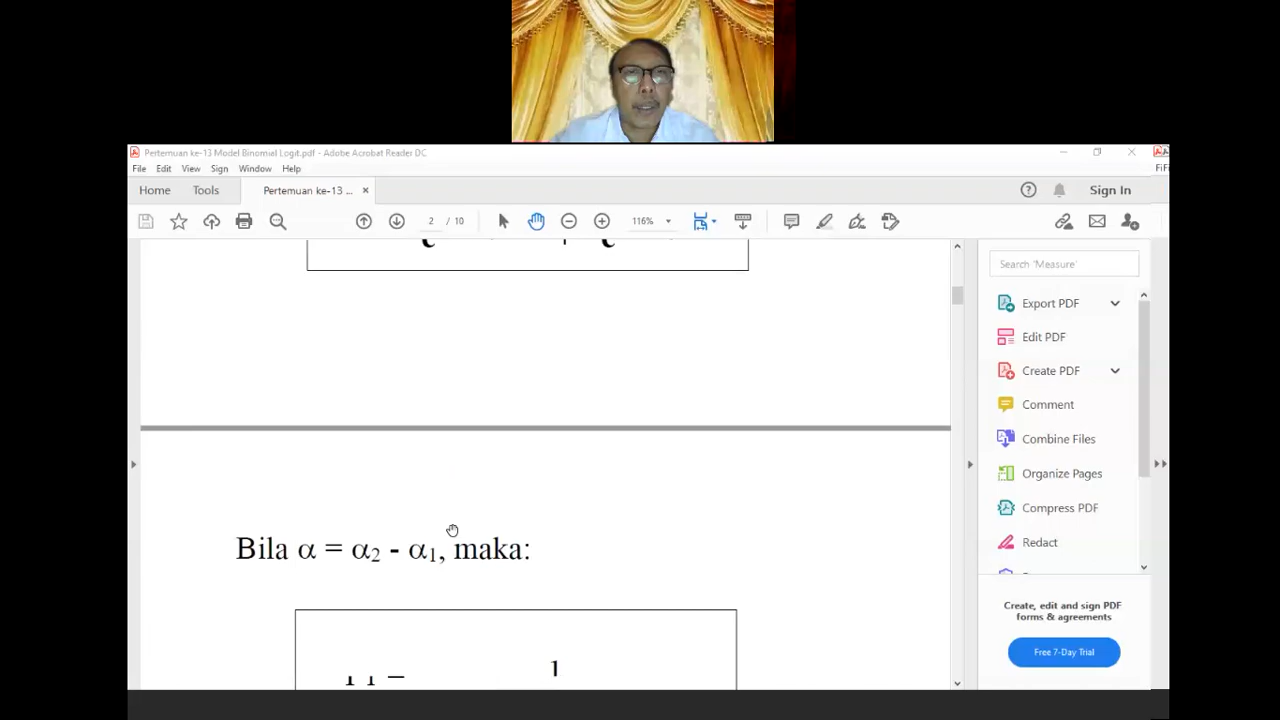 Pertemuan ke-13 Model Binomial Logit.pdf - Adobe Acrobat Reader DC
File Edit View Sign Window Help
Home Tools Pertemuan ke-13 ... × Sign In
2 / 10 116%
Search 'Measure'
Export PDF
Edit PDF
Create PDF
Comment
Combine Files
Organize Pages
Compress PDF
Redact
Bila α = α2 - α1, maka:
1
Create, edit and sign PDF
forms & agreements
Free 7-Day Trial